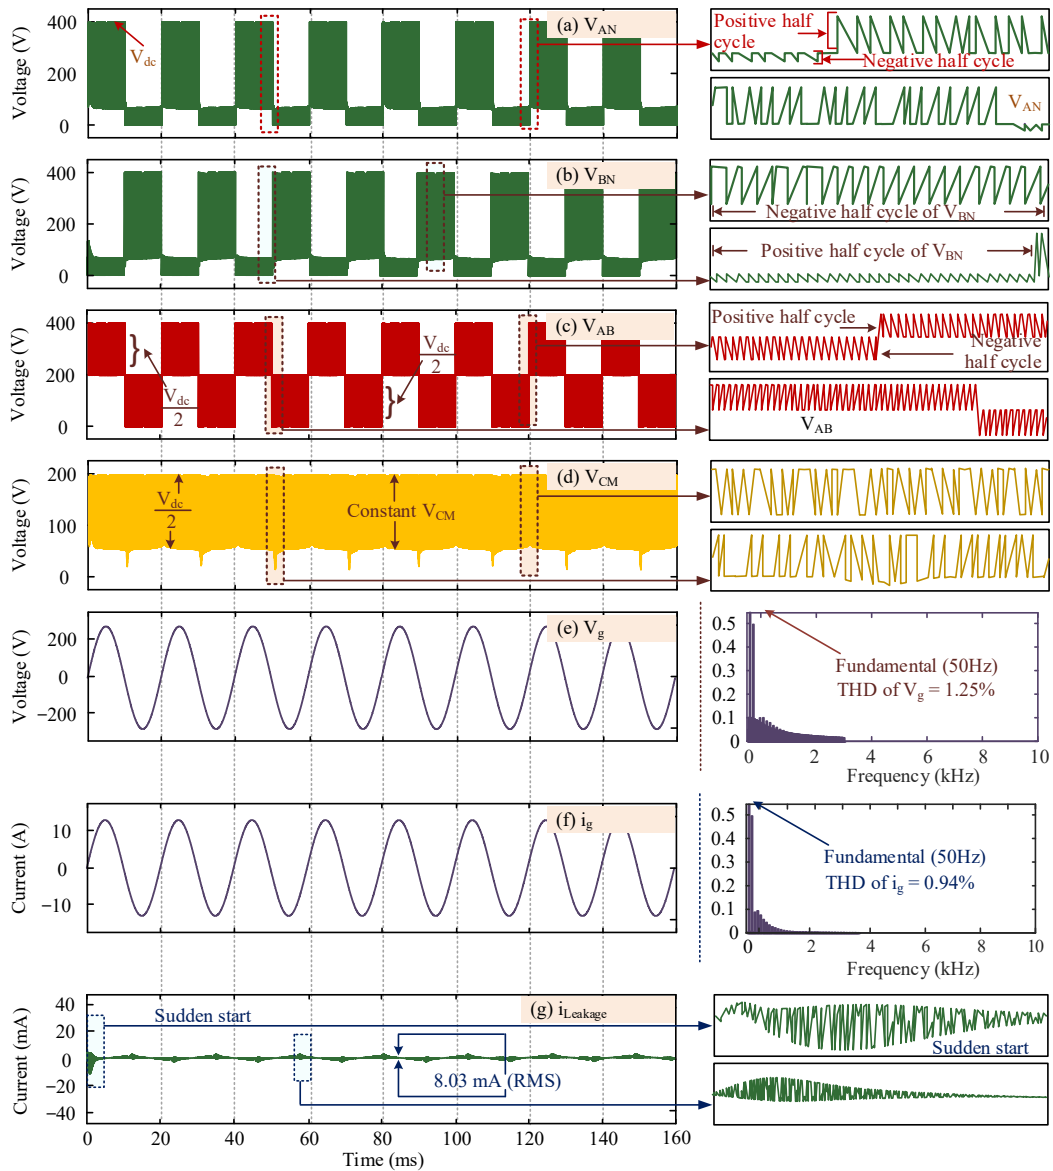 Voltage (V)
400
200
0
V_dc
(a) V_AN
Positive half
cycle
Negative half cycle
V_AN
Voltage (V)
400
200
0
(b) V_BN
Negative half cycle of V_BN
Positive half cycle of V_BN
Voltage (V)
400
200
0
}
V_dc
2
V_dc
2
}
(c) V_AB
Positive half cycle
Negative
half cycle
V_AB
Voltage (V)
200
100
0
V_dc
2
Constant V_CM
(d) V_CM
Voltage (V)
200
0
−200
(e) V_g
0.5
0.4
0.3
0.2
0.1
0
Fundamental (50Hz)
THD of V_g = 1.25%
0 2 4 6 8 10
Frequency (kHz)
Current (A)
10
0
−10
(f) i_g
0.5
0.4
0.3
0.2
0.1
0
Fundamental (50Hz)
THD of i_g = 0.94%
0 2 4 6 8 10
Frequency (kHz)
Current (mA)
40
20
0
−20
−40
Sudden start
(g) i_Leakage
8.03 mA (RMS)
Sudden start
0 20 40 60 80 100 120 140 160
Time (ms)